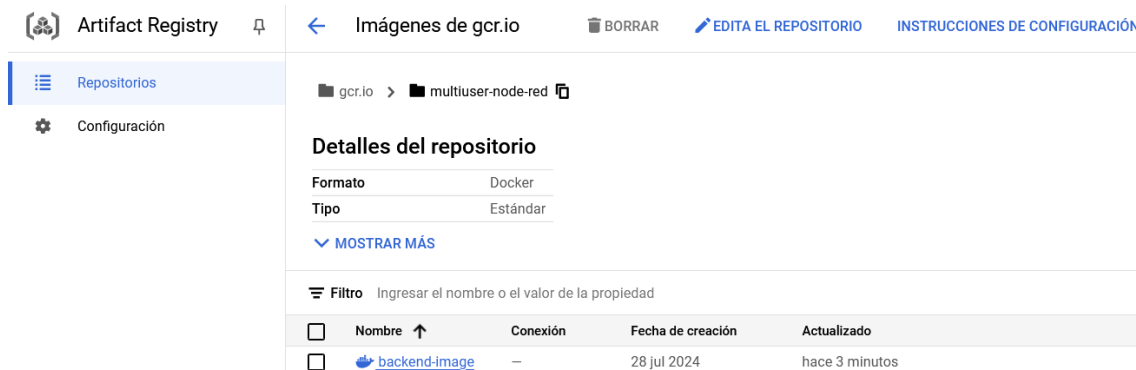 Artifact Registry
Imágenes de gcr.io
BORRAR
EDITA EL REPOSITORIO
INSTRUCCIONES DE CONFIGURACIÓN
Repositorios
Configuración
gcr.io > multiuser-node-red
Detalles del repositorio
Formato Docker
Tipo Estándar
MOSTRAR MÁS
Filtro Ingresar el nombre o el valor de la propiedad
Nombre Conexión Fecha de creación Actualizado
backend-image — 28 jul 2024 hace 3 minutos